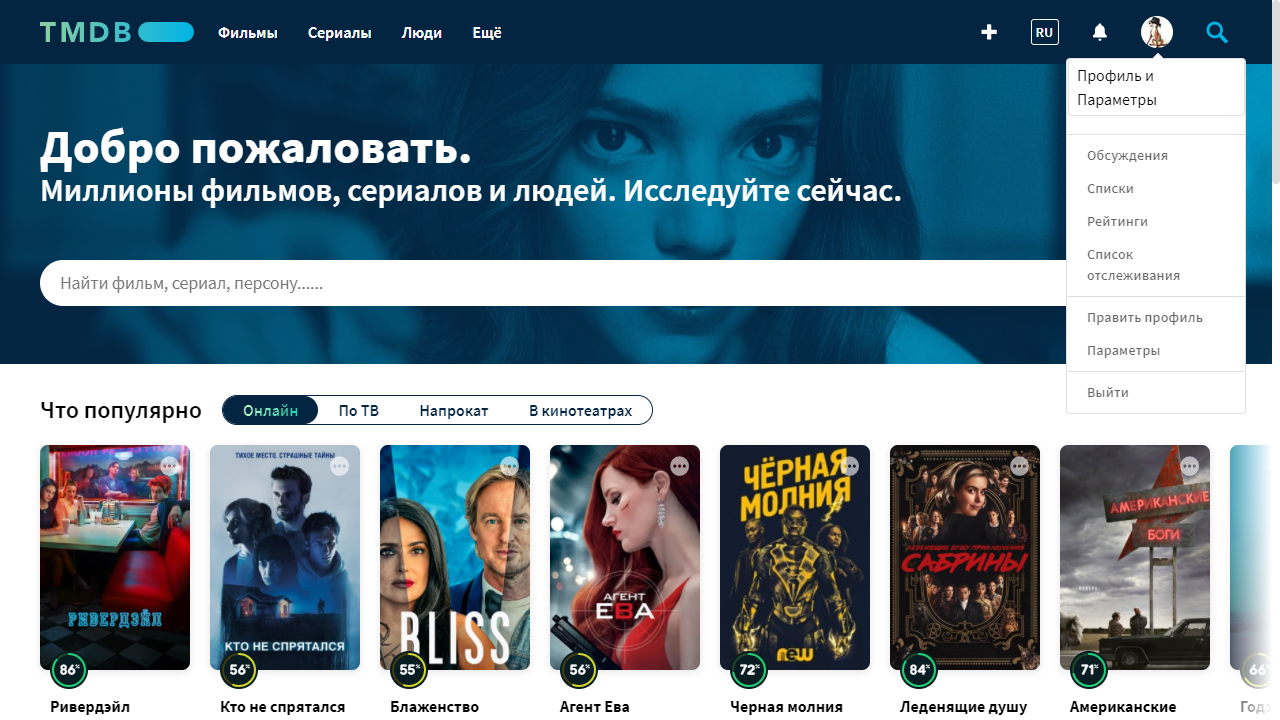 TMDB
Фильмы
Сериалы
Люди
Ещё
RU
Профиль и
Параметры
Добро пожаловать.
Миллионы фильмов, сериалов и людей. Исследуйте сейчас.
Найти фильм, сериал, персону......
Обсуждения
Списки
Рейтинги
Список
отслеживания
Править профиль
Параметры
Выйти
Что популярно
Онлайн
По ТВ
Напрокат
В кинотеатрах
РИВЕРДЭЙЛ
ТИХОЕ МЕСТО. СТРАШНЫЕ ТАЙНЫ
КТО НЕ СПРЯТАЛСЯ
BLISS
АГЕНТ
ЕВА
ЧЁРНАЯ
МОЛНИЯ
new
ЛЕДЕНЯЩИЕ ДУШУ ПРИКЛЮЧЕНИЯ
САБРИНЫ
АМЕРИКАНСКИЕ
БОГИ
86%
56%
55%
56%
72%
84%
71%
66
Ривердэйл
Кто не спрятался
Блаженство
Агент Ева
Черная молния
Леденящие душу
Американские
Год